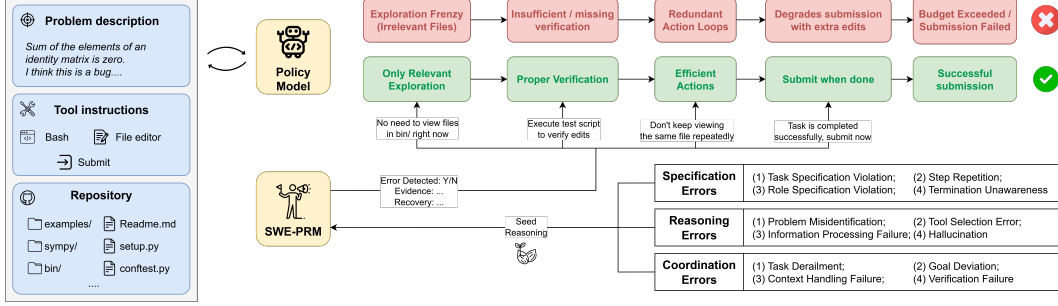 Problem description
Sum of the elements of an
identity matrix is zero.
I think this is a bug....
Tool instructions
Bash
File editor
Submit
Repository
examples/
Readme.md
sympy/
setup.py
bin/
conftest.py
....
Policy
Model
Exploration Frenzy
(Irrelevant Files)
Insufficient / missing
verification
Redundant
Action Loops
Degrades submission
with extra edits
Budget Exceeded /
Submission Failed
Only Relevant
Exploration
Proper Verification
Efficient
Actions
Submit when done
Successful
submission
No need to view files
in bin/ right now
Execute test script
to verify edits
Don't keep viewing
the same file repeatedly
Task is completed
successfully, submit now
SWE-PRM
Error Detected: Y/N
Evidence: ...
Recovery: ...
Seed
Reasoning
Specification
Errors
(1) Task Specification Violation; (2) Step Repetition;
(3) Role Specification Violation; (4) Termination Unawareness
Reasoning
Errors
(1) Problem Misidentification; (2) Tool Selection Error;
(3) Information Processing Failure; (4) Hallucination
Coordination
Errors
(1) Task Derailment; (2) Goal Deviation;
(3) Context Handling Failure; (4) Verification Failure